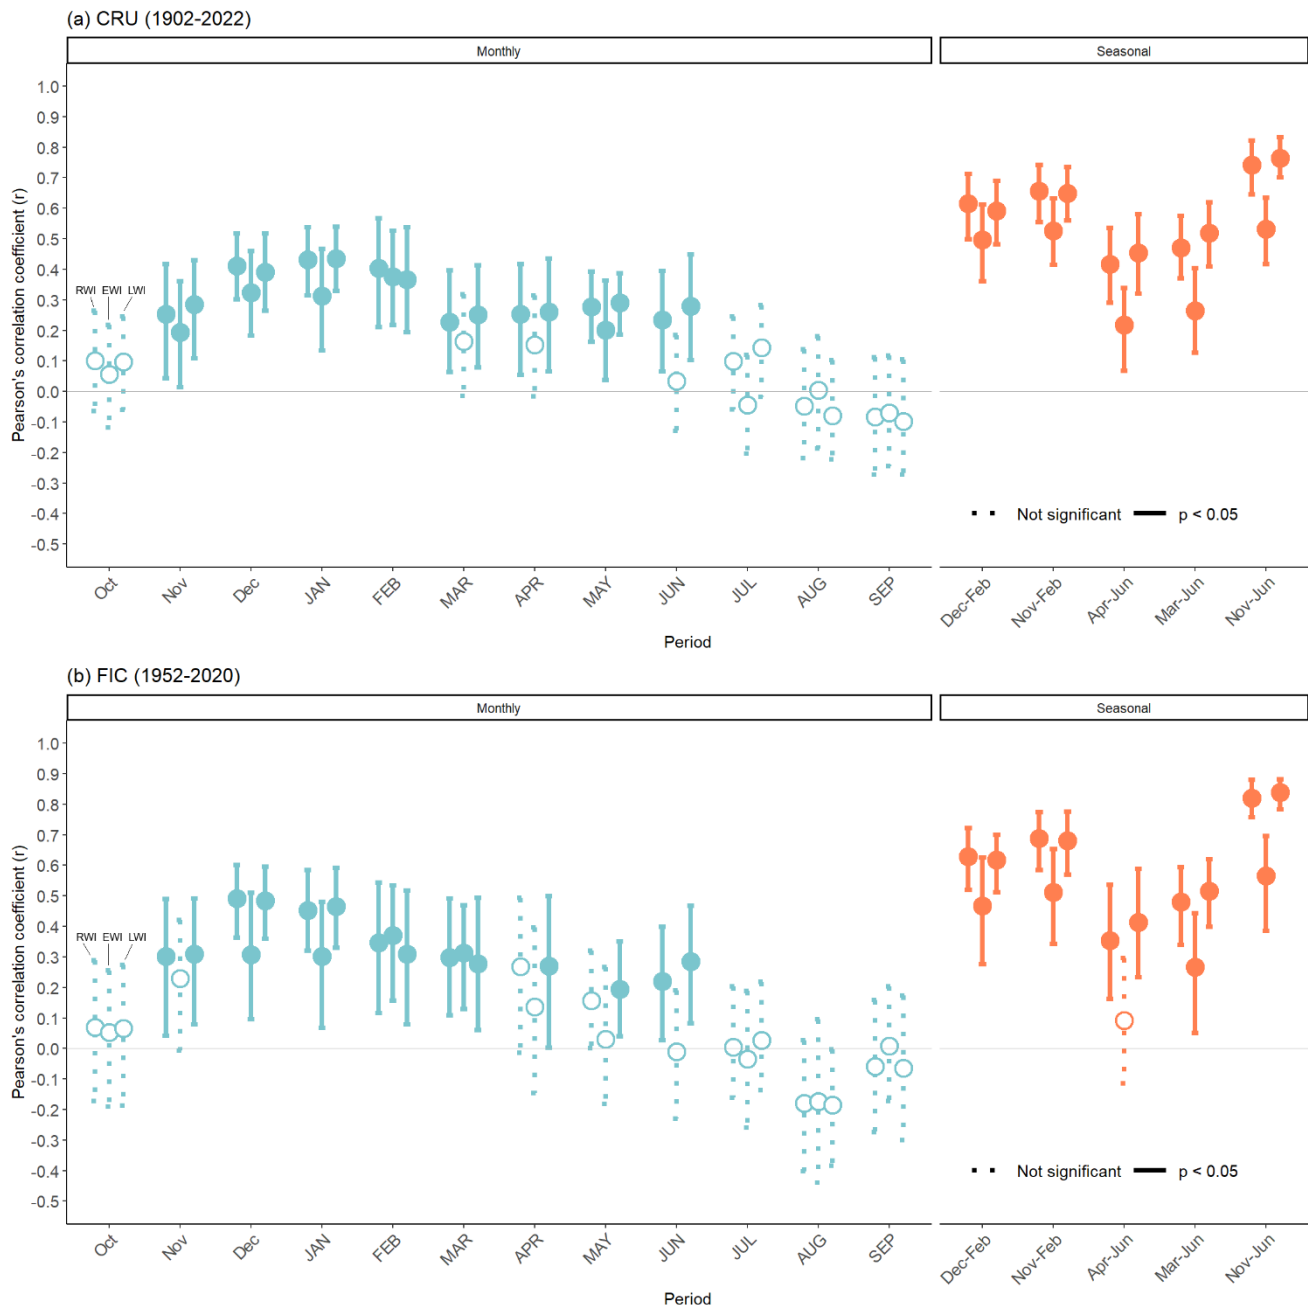 (a) CRU (1902-2022)
Monthly
Seasonal
Pearson's correlation coefficient (r)
1.0
0.9
0.8
0.7
0.6
0.5
0.4
0.3
0.2
0.1
0.0
-0.1
-0.2
-0.3
-0.4
-0.5
RWI EWI LWI
Not significant p < 0.05
Oct Nov Dec JAN FEB MAR APR MAY JUN JUL AUG SEP Dec-Feb Nov-Feb Apr-Jun Mar-Jun Nov-Jun
Period
(b) FIC (1952-2020)
Monthly
Seasonal
Pearson's correlation coefficient (r)
1.0
0.9
0.8
0.7
0.6
0.5
0.4
0.3
0.2
0.1
0.0
-0.1
-0.2
-0.3
-0.4
-0.5
RWI EWI LWI
Not significant p < 0.05
Oct Nov Dec JAN FEB MAR APR MAY JUN JUL AUG SEP Dec-Feb Nov-Feb Apr-Jun Mar-Jun Nov-Jun
Period